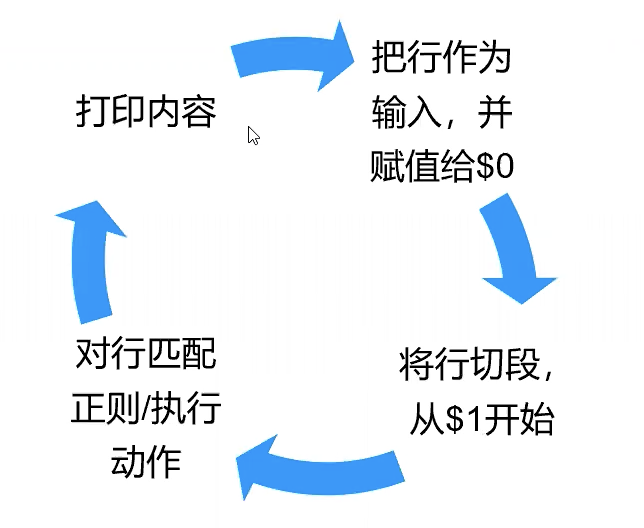 打印内容
把行作为
输入，并
赋值给$0
将行切段，
从$1开始
对行匹配
正则/执行
动作